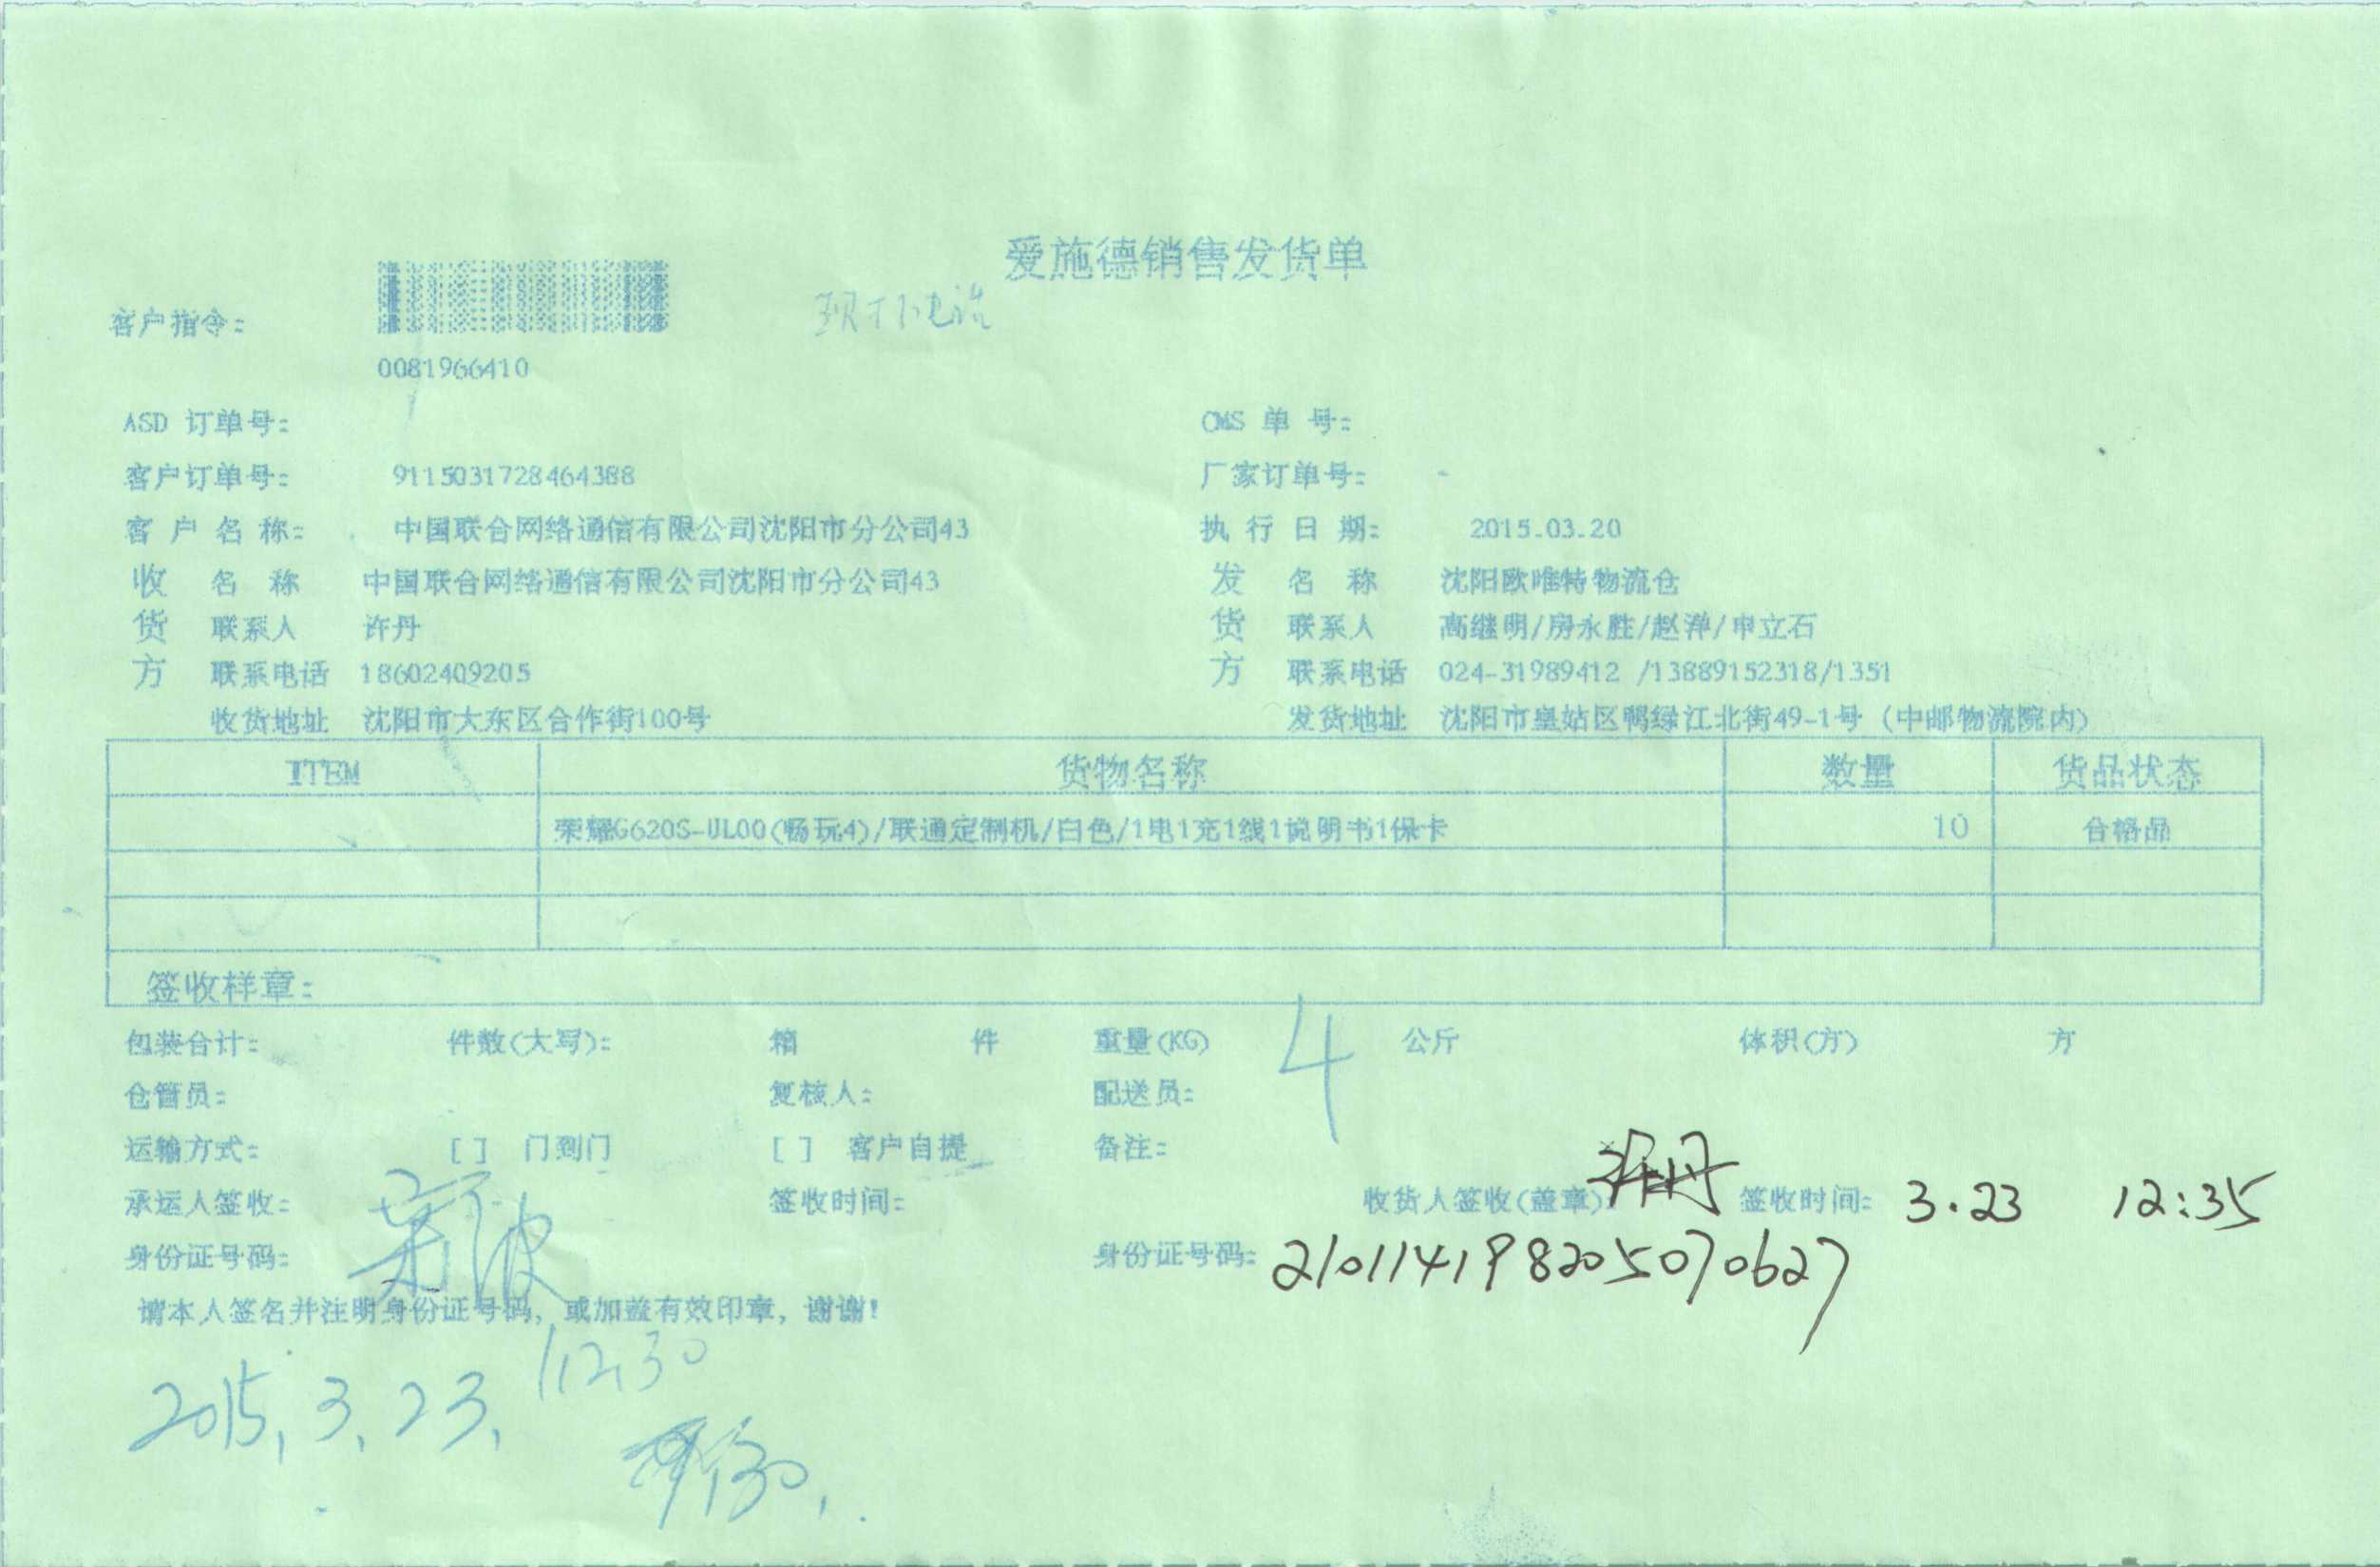 爱施德销售发货单
客户指令:
0081966410
ASD 订单号: CMS 单 号:
客户订单号: 9115031728464388 厂家订单号: -
客 户 名 称: 中国联合网络通信有限公司沈阳市分公司43 执 行 日 期: 2015.03.20
收 名 称 中国联合网络通信有限公司沈阳市分公司43 发 名 称 沈阳欧唯特物流仓
货 联系人 许丹 货 联系人 高继明/房永胜/赵洋/申立石
方 联系电话 18602409205 方 联系电话 024-31989412 /13889152318/1351
收货地址 沈阳市大东区合作街100号 发货地址 沈阳市皇姑区鸭绿江北街49-1号 (中邮物流院内)
ITEM 货物名称 数量 货品状态
荣耀G620S-UL00(畅玩4)/联通定制机/白色/1电1充1线1说明书1保卡 10 合格品
签收样章:
包装合计: 件数(大写): 箱 件 重量(KG) 4 公斤 体积(方) 方
仓管员: 复核人: 配送员:
运输方式: [ ] 门到门 [ ] 客户自提 备注:
承运人签收: 签收时间: 收货人签收(盖章) 许丹 签收时间: 3.23 12:35
身份证号码: 身份证号码: 210114198205070627
请本人签名并注明身份证号码, 或加盖有效印章, 谢谢!
2015.3.23. 12:30